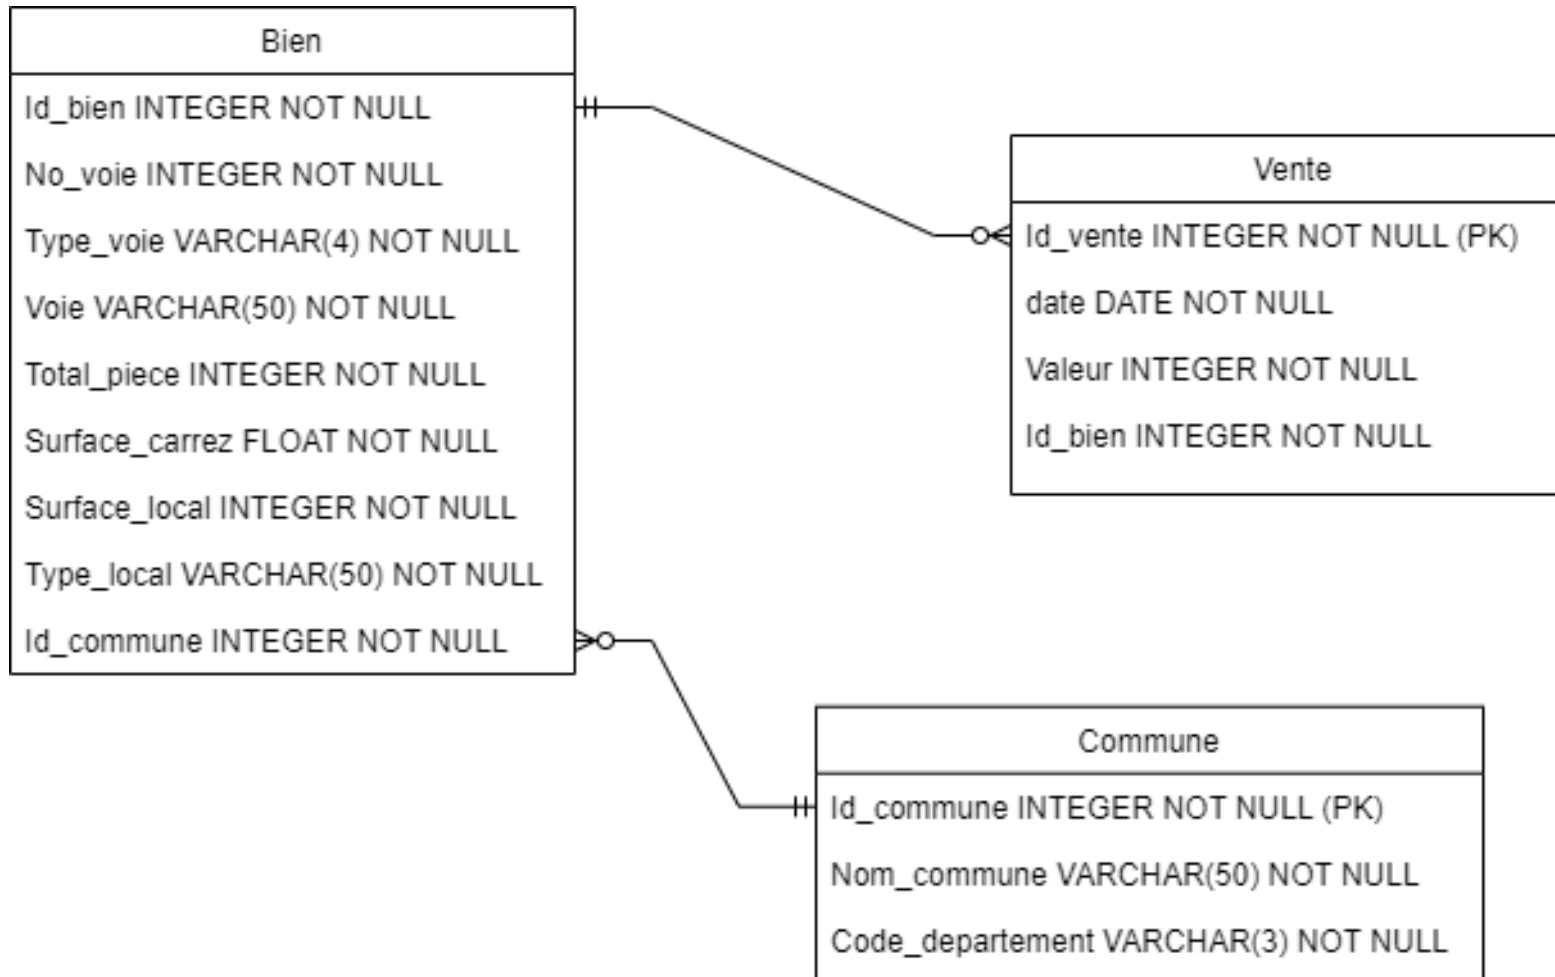 Bien
Id_bien INTEGER NOT NULL
No_voie INTEGER NOT NULL
Type_voie VARCHAR(4) NOT NULL
Voie VARCHAR(50) NOT NULL
Total_piece INTEGER NOT NULL
Surface_carrez FLOAT NOT NULL
Surface_local INTEGER NOT NULL
Type_local VARCHAR(50) NOT NULL
Id_commune INTEGER NOT NULL
Vente
Id_vente INTEGER NOT NULL (PK)
date DATE NOT NULL
Valeur INTEGER NOT NULL
Id_bien INTEGER NOT NULL
Commune
Id_commune INTEGER NOT NULL (PK)
Nom_commune VARCHAR(50) NOT NULL
Code_departement VARCHAR(3) NOT NULL